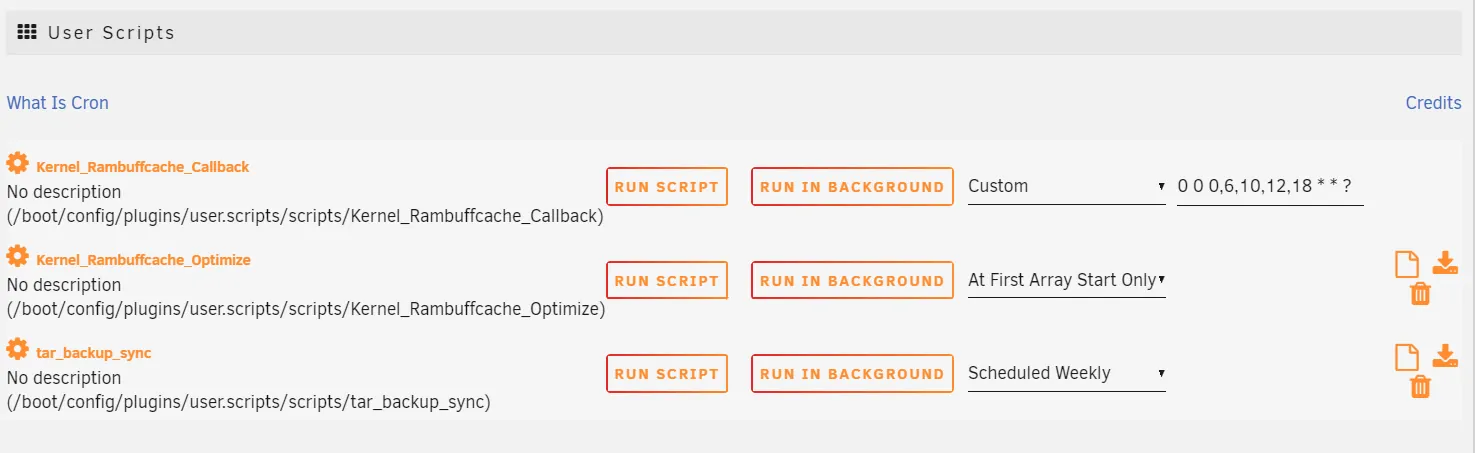 User Scripts
What Is Cron
Credits
Kernel_Rambuffcache_Callback
No description
(/boot/config/plugins/user.scripts/scripts/Kernel_Rambuffcache_Callback)
RUN SCRIPT
RUN IN BACKGROUND
Custom
0 0 0,6,10,12,18 * * ?
Kernel_Rambuffcache_Optimize
No description
(/boot/config/plugins/user.scripts/scripts/Kernel_Rambuffcache_Optimize)
RUN SCRIPT
RUN IN BACKGROUND
At First Array Start Only
tar_backup_sync
No description
(/boot/config/plugins/user.scripts/scripts/tar_backup_sync)
RUN SCRIPT
RUN IN BACKGROUND
Scheduled Weekly